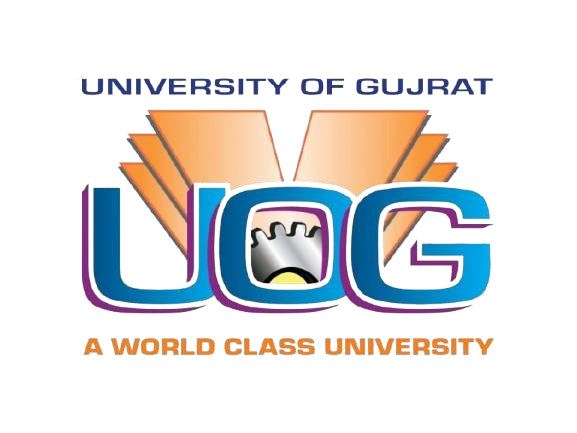 UNIVERSITY OF GUJRAT
UOG
A WORLD CLASS UNIVERSITY